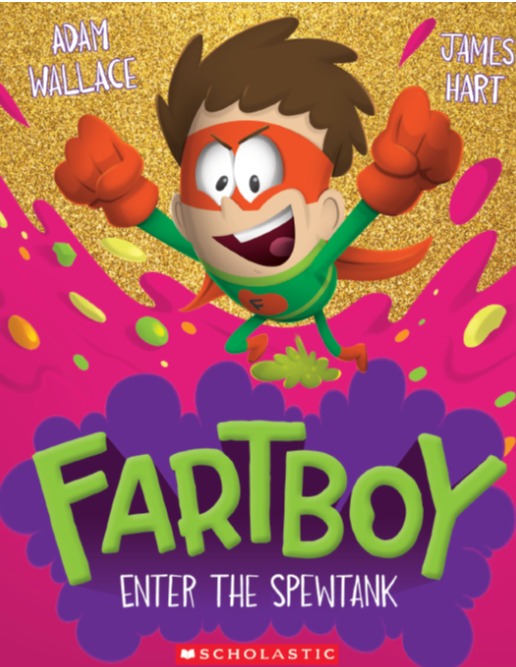 ADAM
WALLACE
JAMES
HART
F
FARTBOY
ENTER THE SPEWTANK
SCHOLASTIC